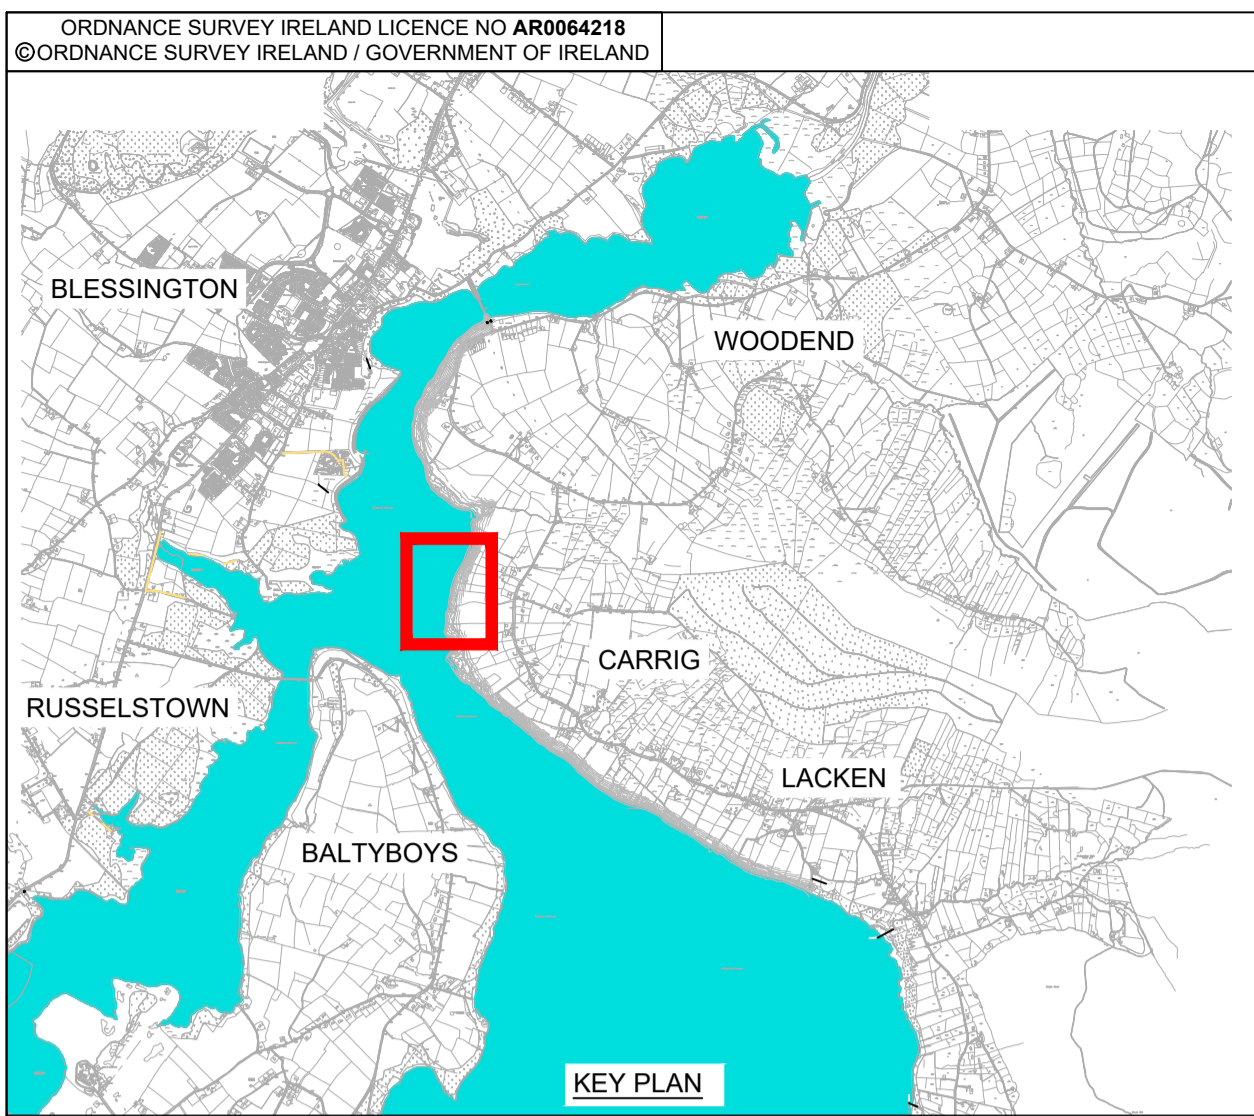 ORDNANCE SURVEY IRELAND LICENCE NO AR0064218
©ORDNANCE SURVEY IRELAND / GOVERNMENT OF IRELAND
BLESSINGTON
WOODEND
CARRIG
RUSSELSTOWN
LACKEN
BALTYBOYS
KEY PLAN